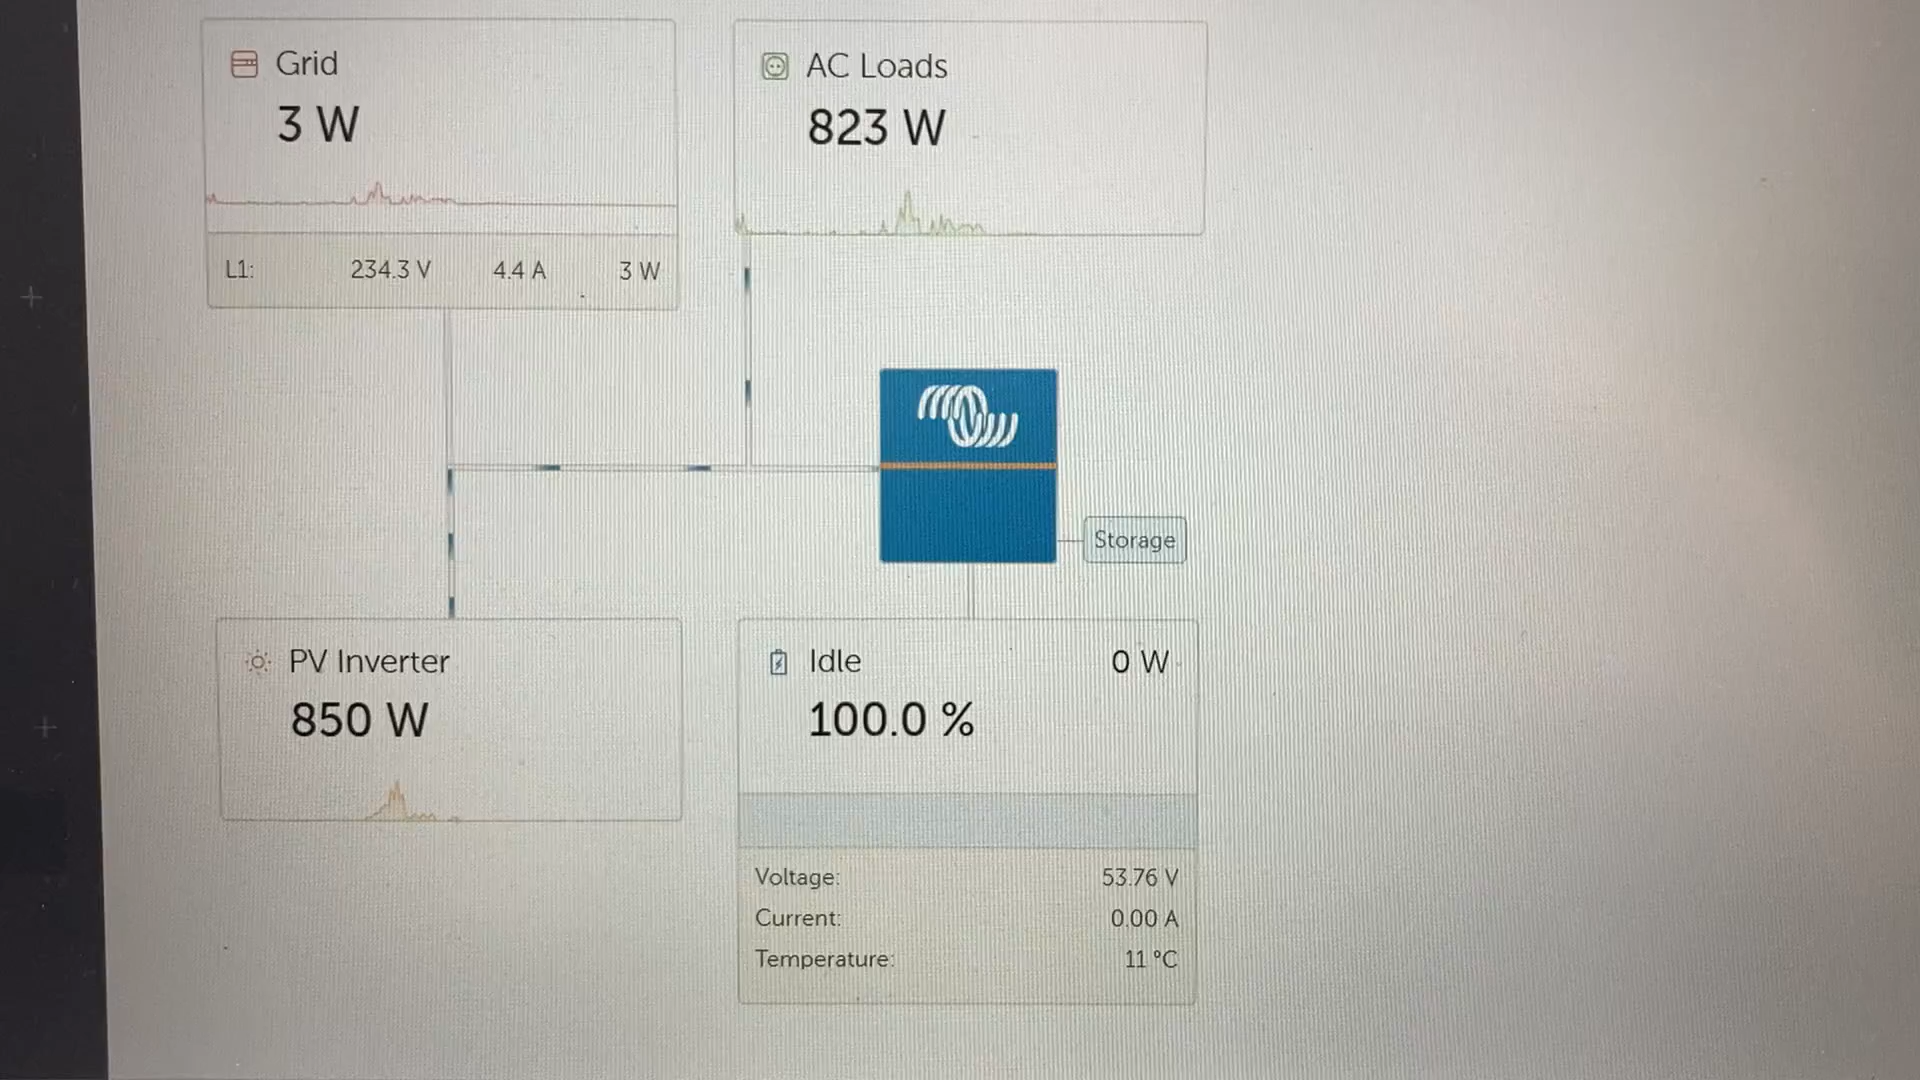 Grid
3 W
L1: 234.3 V 4.4 A 3 W
AC Loads
823 W
Storage
PV Inverter
850 W
Idle 0 W
100.0 %
Voltage: 53.76 V
Current: 0.00 A
Temperature: 11 °C